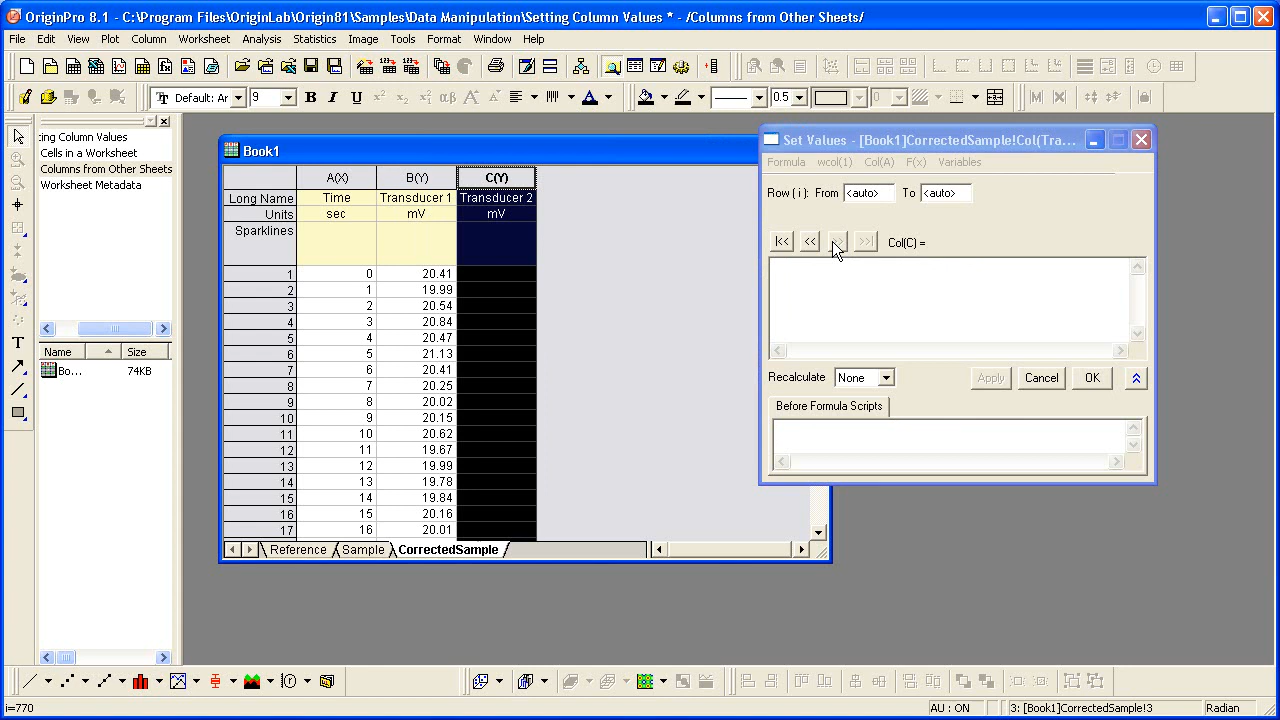 OriginPro 8.1 - C:\Program Files\OriginLab\Origin81\Samples\Data Manipulation\Setting Column Values * - /Columns from Other Sheets/
File Edit View Plot Column Worksheet Analysis Statistics Image Tools Format Window Help
Default: Ar 9 B I U 0.5 0
:ing Column Values
Cells in a Worksheet
Columns from Other Sheets
Worksheet Metadata
Name Size
Bo... 74KB
Book1
A(X) B(Y) C(Y)
Long Name Time Transducer 1 Transducer 2
Units sec mV mV
Sparklines
1 0 20.41
2 1 19.99
3 2 20.54
4 3 20.84
5 4 20.47
6 5 21.13
7 6 20.41
8 7 20.25
9 8 20.02
10 9 20.15
11 10 20.62
12 11 19.67
13 12 19.99
14 13 19.78
15 14 19.84
16 15 20.16
17 16 20.01
Reference Sample CorrectedSample
Set Values - [Book1]CorrectedSample!Col(Tra...
Formula wcol(1) Col(A) F(x) Variables
Row ( i ): From <auto> To <auto>
Col(C) =
Recalculate None Apply Cancel OK
Before Formula Scripts
i=770 AU : ON 3: [Book1]CorrectedSample!3 Radian